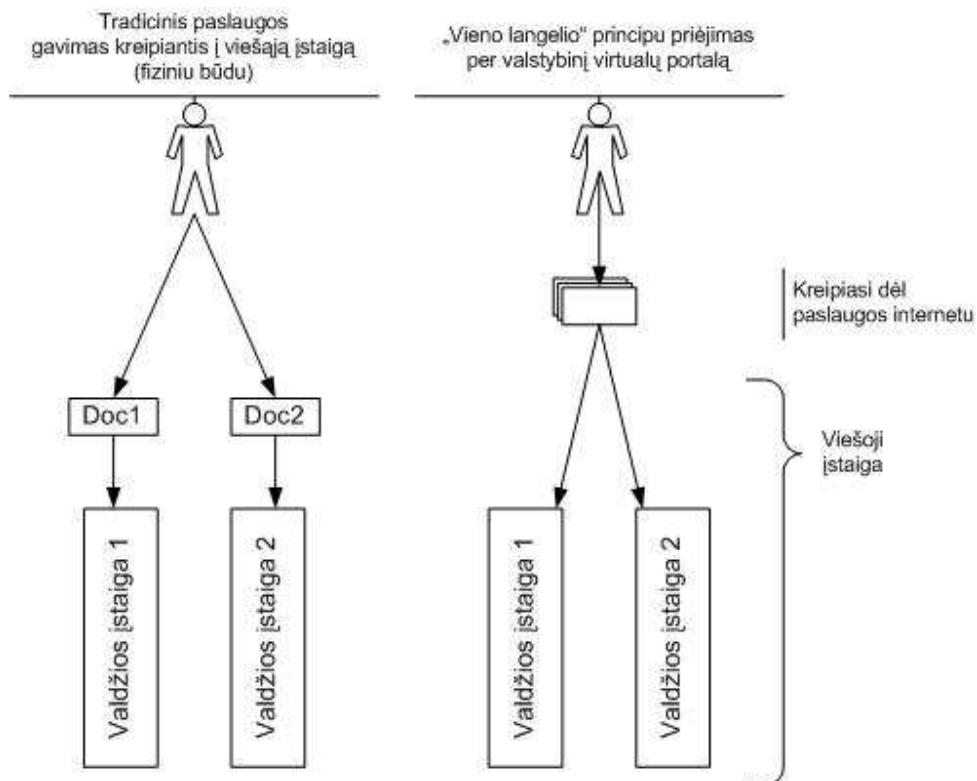 Tradicinis paslaugos
gavimas kreipiantis į viešąją įstaigą
(fiziniu būdu)
„Vieno langelio“ principu priėjimas
per valstybinį virtualų portalą
Kreipiasi dėl
paslaugos internetu
Doc1
Doc2
Viešoji
įstaiga
Valdžios įstaiga 1
Valdžios įstaiga 2
Valdžios įstaiga 1
Valdžios įstaiga 2